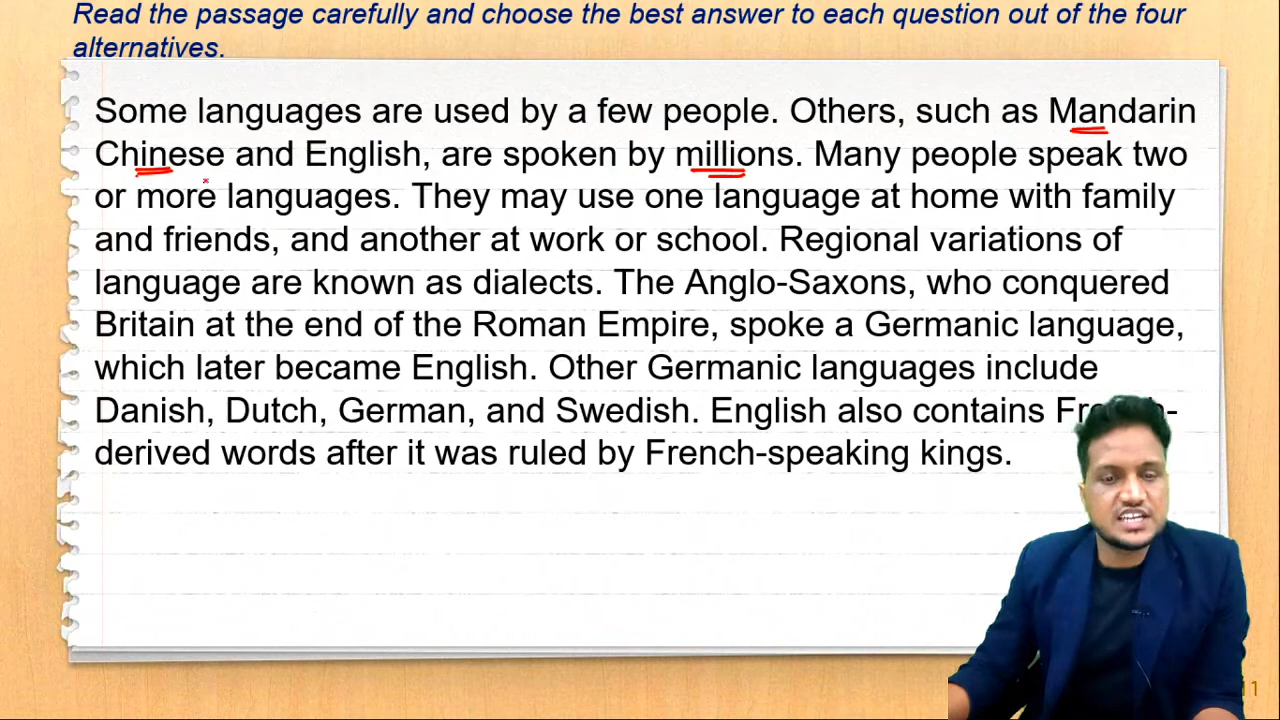 Read the passage carefully and choose the best answer to each question out of the four
alternatives.
Some languages are used by a few people. Others, such as Mandarin
Chinese and English, are spoken by millions. Many people speak two
or more languages. They may use one language at home with family
and friends, and another at work or school. Regional variations of
language are known as dialects. The Anglo-Saxons, who conquered
Britain at the end of the Roman Empire, spoke a Germanic language,
which later became English. Other Germanic languages include
Danish, Dutch, German, and Swedish. English also contains French-
derived words after it was ruled by French-speaking kings.
11